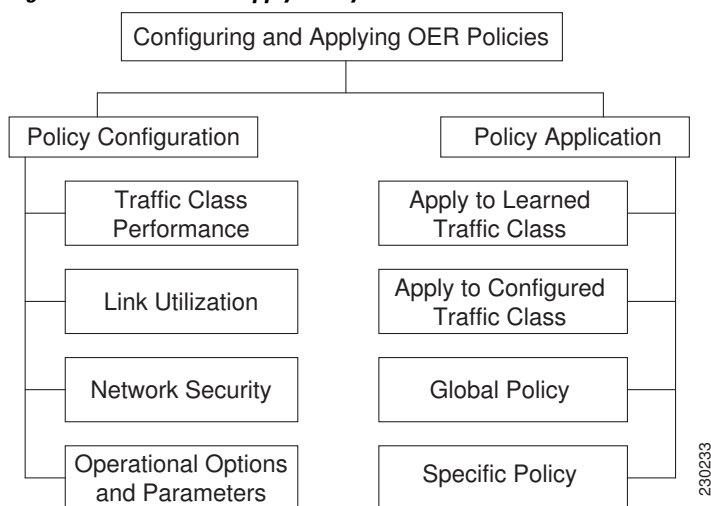 Configuring and Applying OER Policies
Policy Configuration
Policy Application
Traffic Class
Performance
Apply to Learned
Traffic Class
Link Utilization
Apply to Configured
Traffic Class
Network Security
Global Policy
Operational Options
and Parameters
Specific Policy
230233